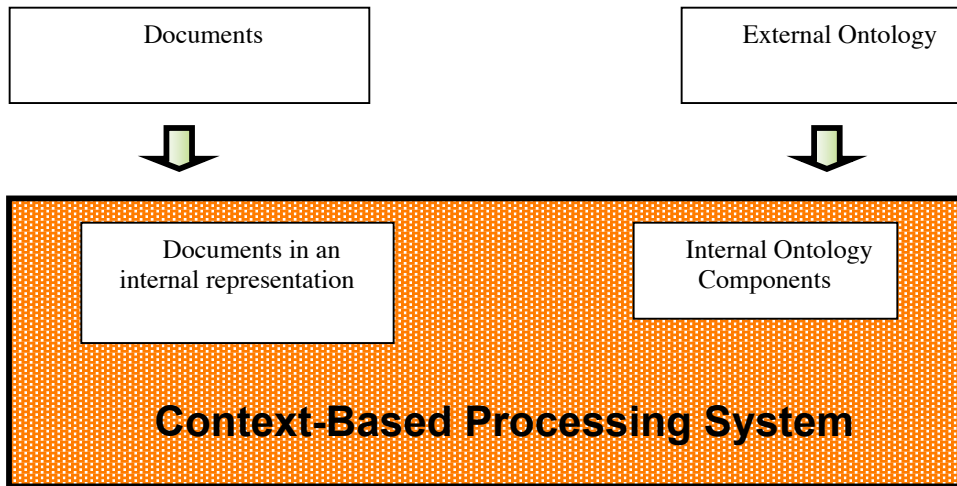 Documents
External Ontology
Documents in an
internal representation
Internal Ontology
Components
Context-Based Processing System